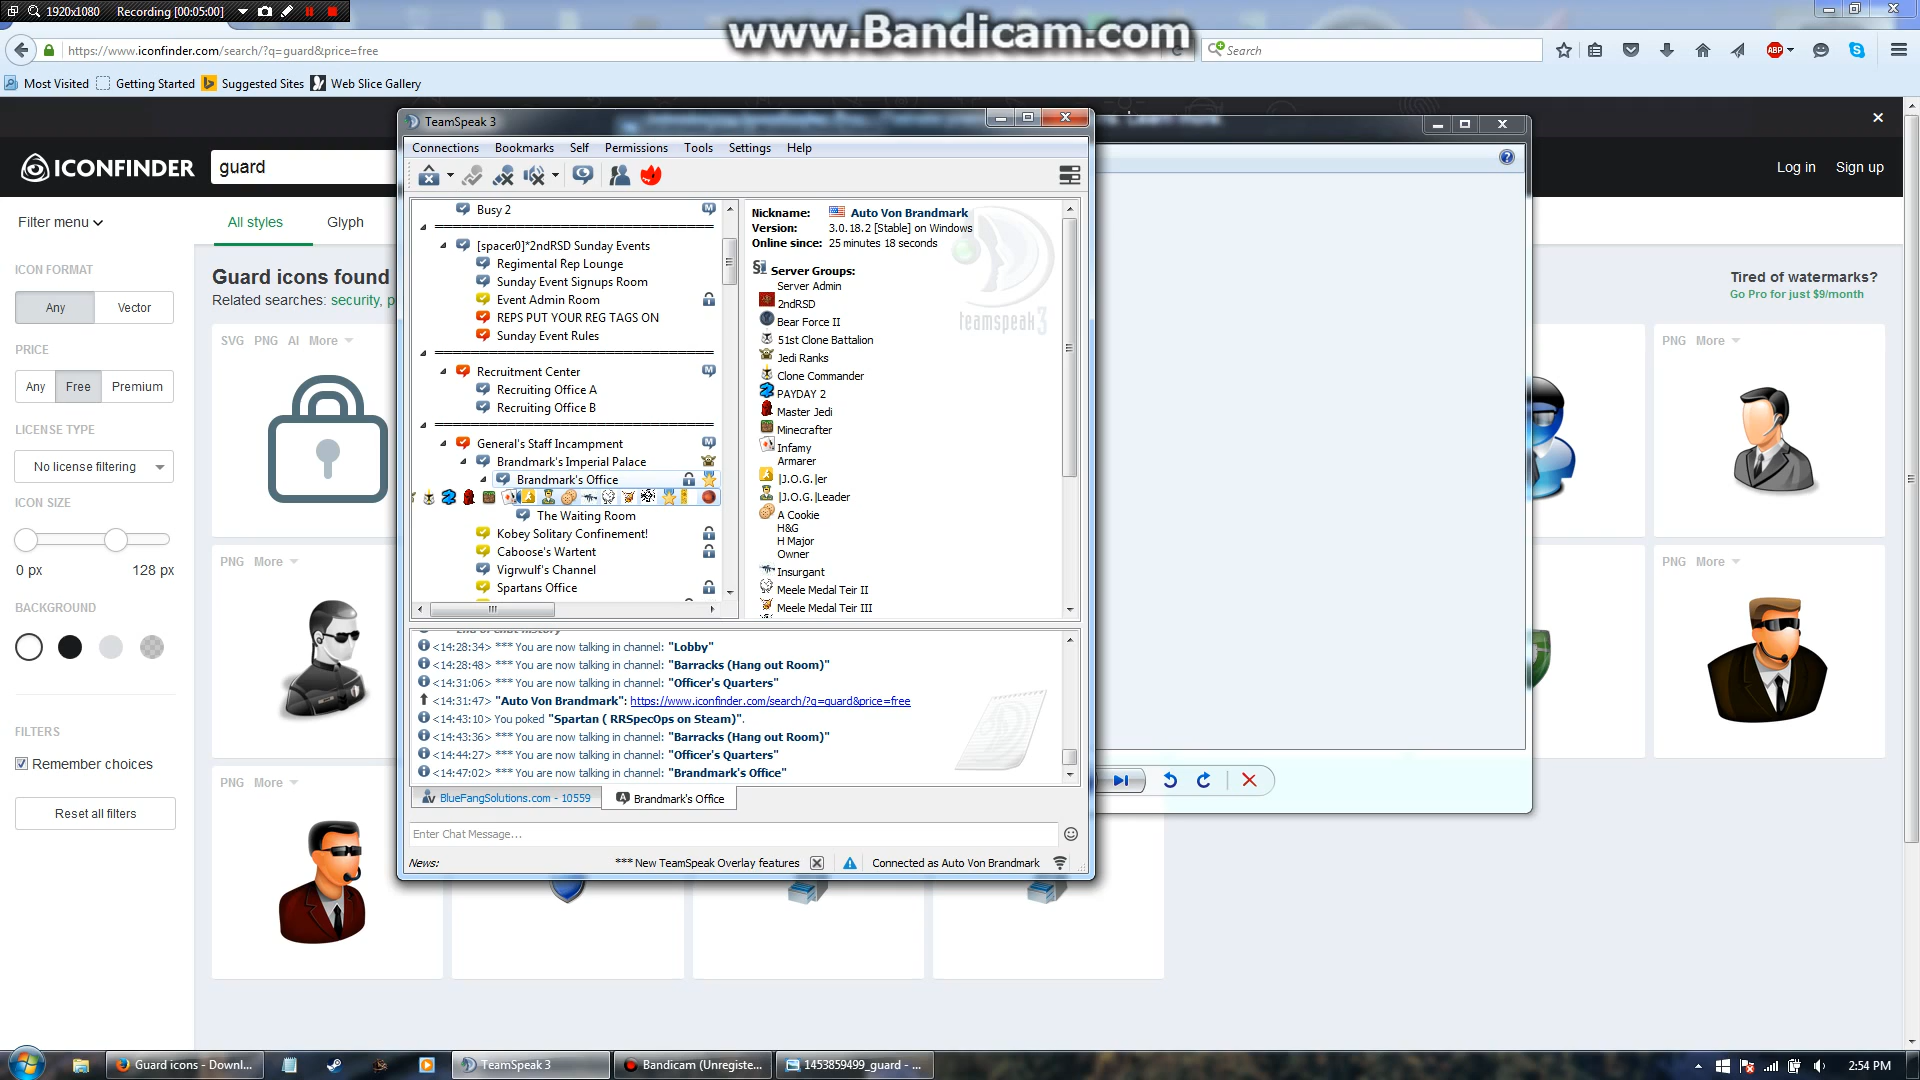 1920x1080 Recording [00:05:00]
www.Bandicam.com
https://www.iconfinder.com/search/?q=guard&price=free
Search
Most Visited Getting Started Suggested Sites Web Slice Gallery
ICONFINDER
guard
Log in Sign up
Filter menu
All styles Glyph
ICON FORMAT
Any Vector
PRICE
Any Free Premium
LICENSE TYPE
No license filtering
ICON SIZE
0 px 128 px
BACKGROUND
FILTERS
Remember choices
Reset all filters
Guard icons found
Related searches: security, p
Tired of watermarks?
Go Pro for just $9/month
SVG PNG AI More
PNG More
PNG More
PNG More
PNG More
TeamSpeak 3
Connections Bookmarks Self Permissions Tools Settings Help
Busy 2
[spacer0]*2ndRSD Sunday Events
Regimental Rep Lounge
Sunday Event Signups Room
Event Admin Room
REPS PUT YOUR REG TAGS ON
Sunday Event Rules
Recruitment Center
Recruiting Office A
Recruiting Office B
General's Staff Incampment
Brandmark's Imperial Palace
Brandmark's Office
The Waiting Room
Kobey Solitary Confinement!
Caboose's Wartent
Vigrwulf's Channel
Spartans Office
Nickname: Auto Von Brandmark
Version: 3.0.18.2 [Stable] on Windows
Online since: 25 minutes 18 seconds
Server Groups:
Server Admin
2ndRSD
Bear Force II
51st Clone Battalion
Jedi Ranks
Clone Commander
PAYDAY 2
Master Jedi
Minecrafter
Infamy
Armarer
|J.O.G.|er
|J.O.G.|Leader
A Cookie
H&G
H Major
Owner
Insurgant
Meele Medal Teir II
Meele Medal Teir III
teamspeak3
End of chat history
<14:28:34> *** You are now talking in channel: "Lobby"
<14:28:48> *** You are now talking in channel: "Barracks (Hang out Room)"
<14:31:06> *** You are now talking in channel: "Officer's Quarters"
<14:31:47> "Auto Von Brandmark": https://www.iconfinder.com/search/?q=guard&price=free
<14:43:10> You poked "Spartan ( RRSpecOps on Steam)".
<14:43:36> *** You are now talking in channel: "Barracks (Hang out Room)"
<14:44:27> *** You are now talking in channel: "Officer's Quarters"
<14:47:02> *** You are now talking in channel: "Brandmark's Office"
BlueFangSolutions.com - 10559 Brandmark's Office
Enter Chat Message...
News: *** New TeamSpeak Overlay features Connected as Auto Von Brandmark
Guard icons - Downl... TeamSpeak 3 Bandicam (Unregiste... 1453859499_guard - ... 2:54 PM